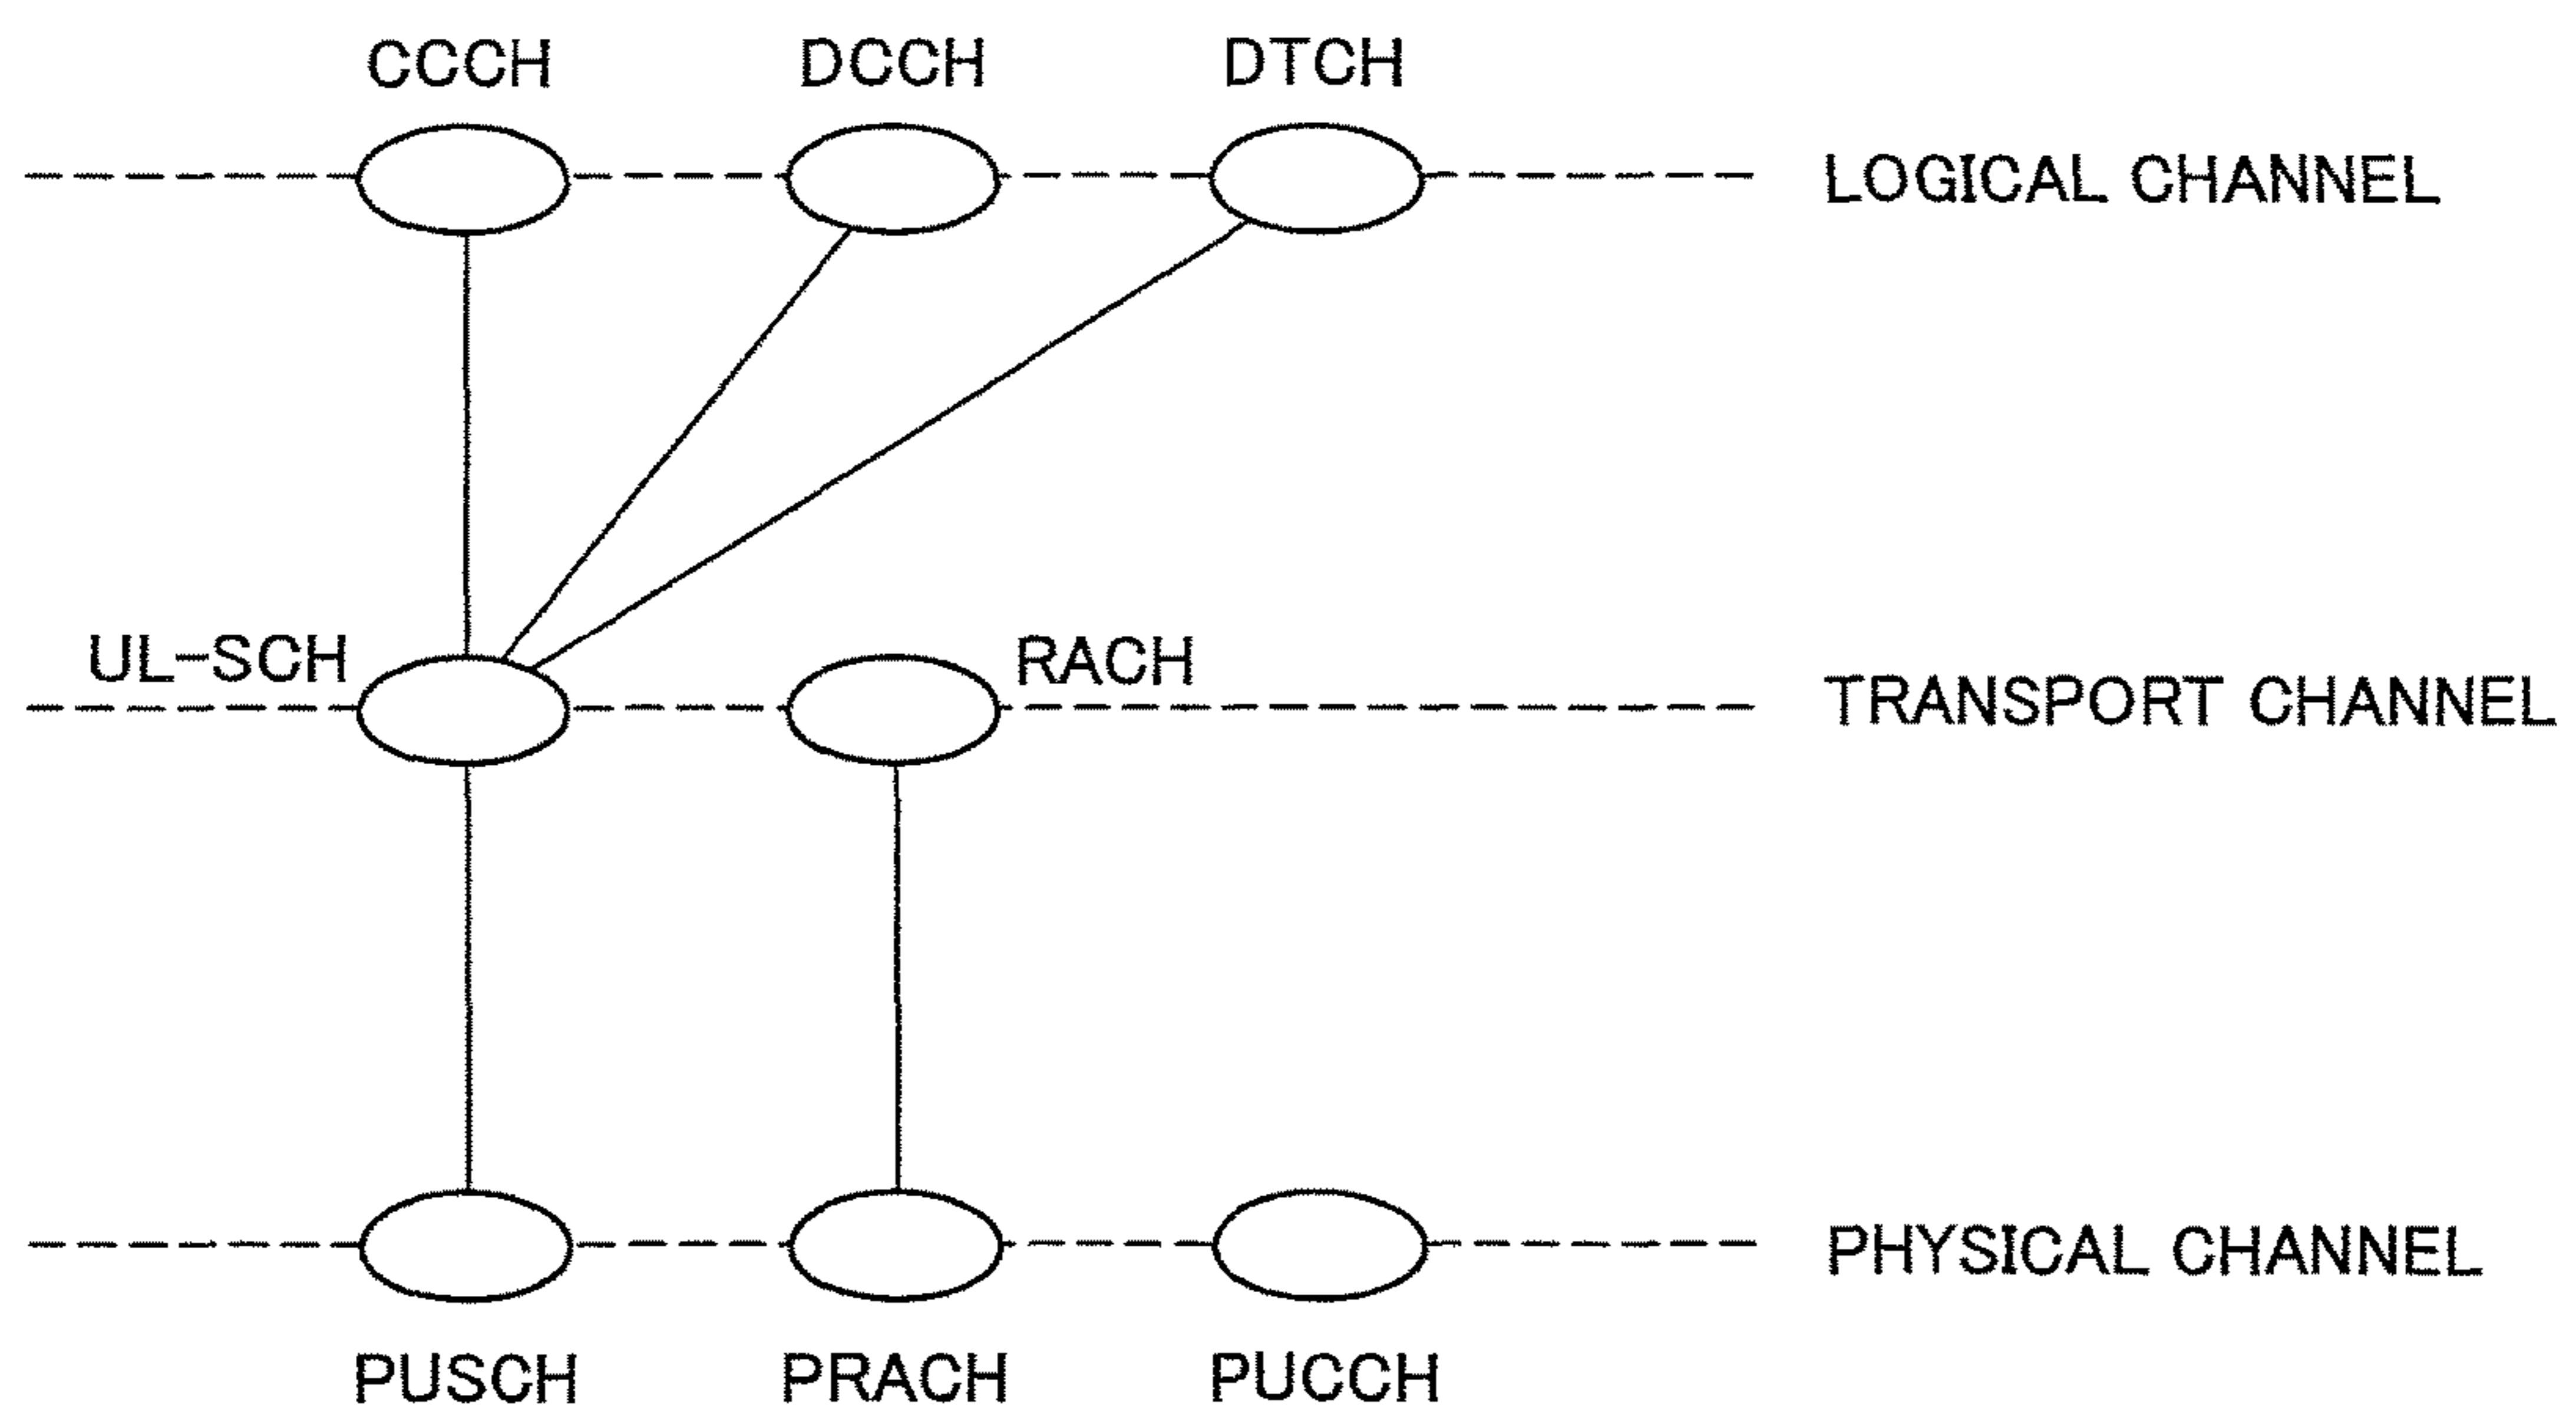 CCCH DCCH DTCH
LOGICAL CHANNEL
UL-SCH RACH
TRANSPORT CHANNEL
PHYSICAL CHANNEL
PUSCH PRACH PUCCH